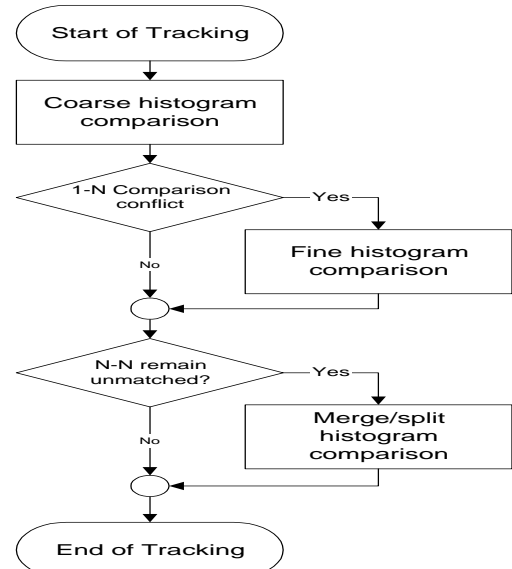 Start of Tracking
Coarse histogram
comparison
1-N Comparison
conflict
Yes
No
Fine histogram
comparison
N-N remain
unmatched?
Yes
No
Merge/split
histogram
comparison
End of Tracking